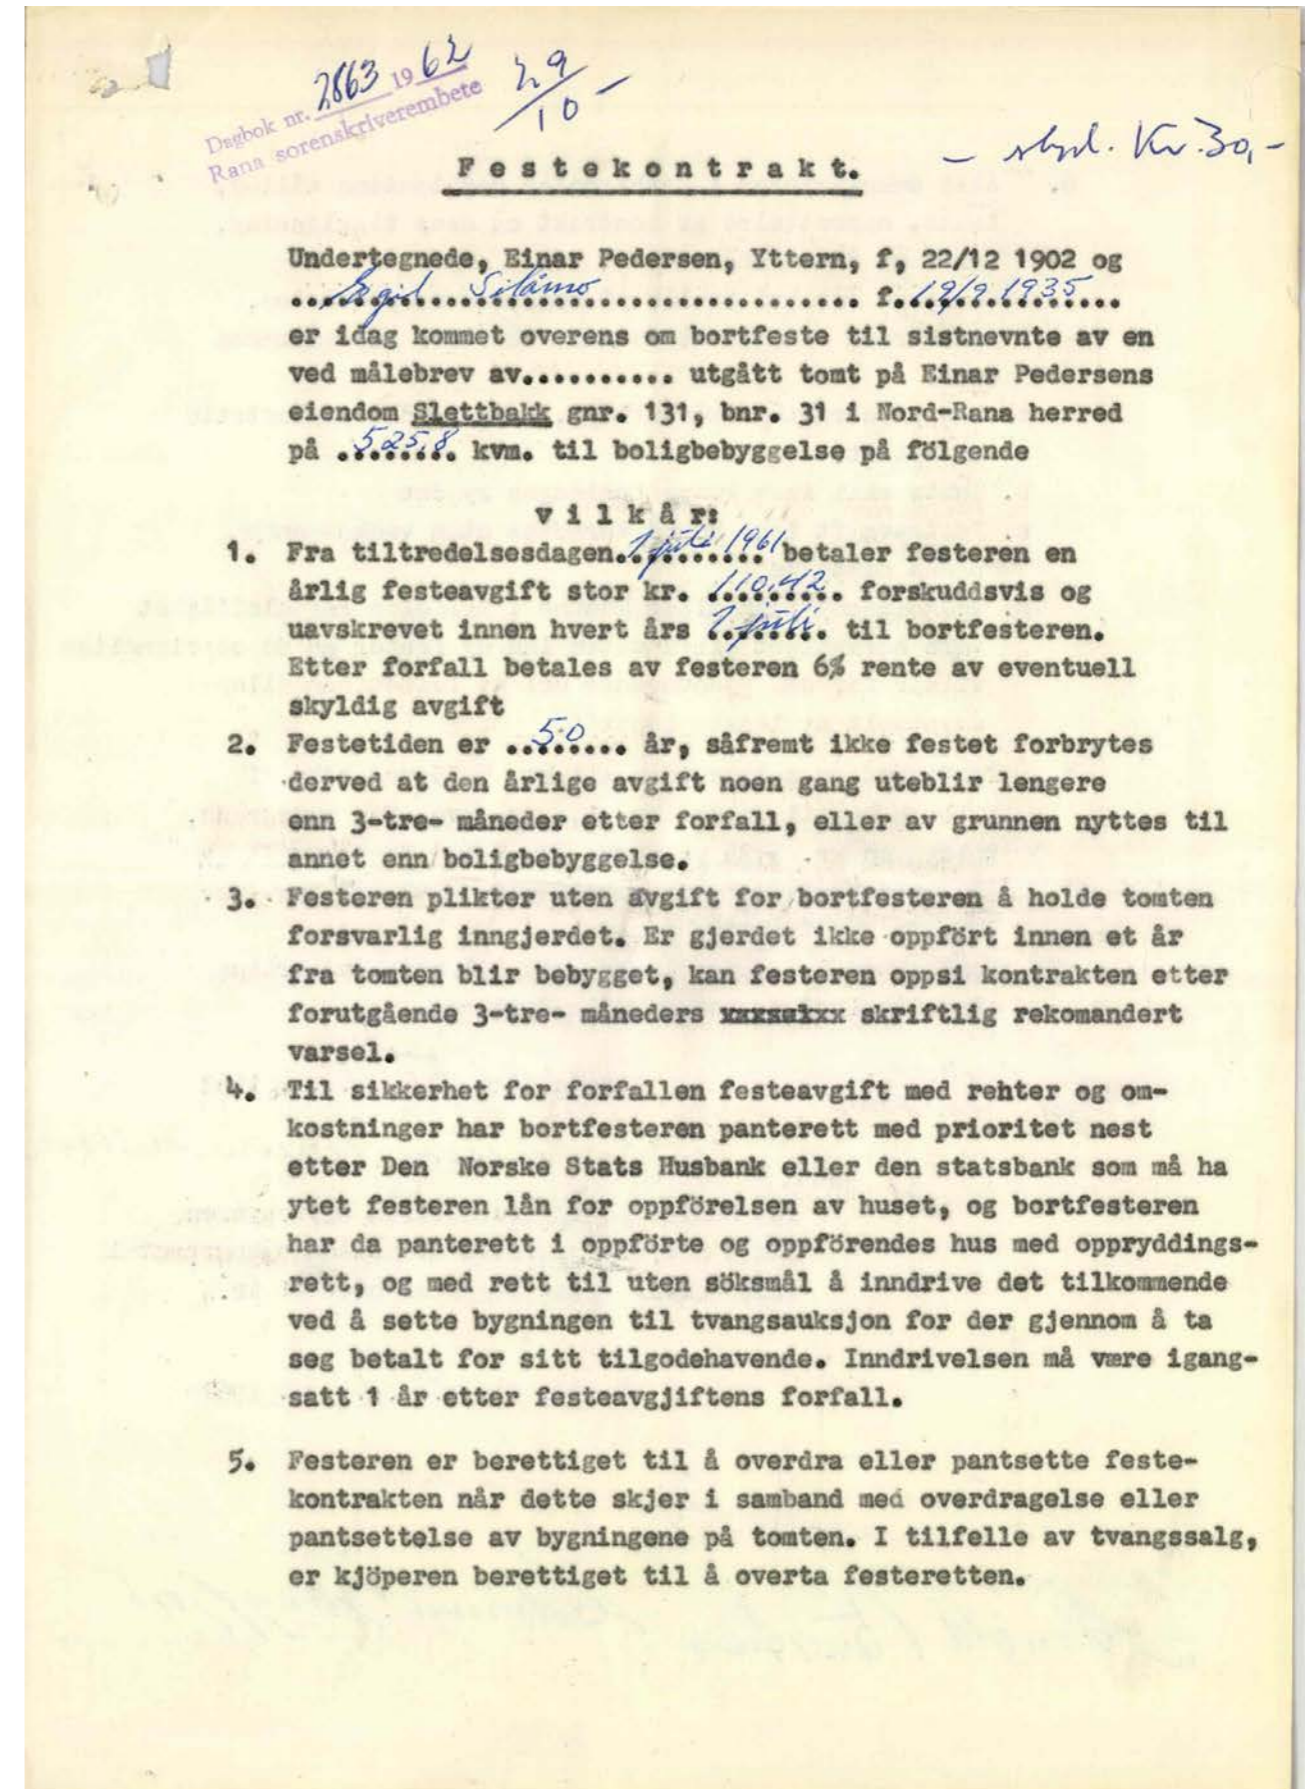 Dagbok nr. 2863 1962
Rana sorenskriverembete
29/10 -
- Kr. 30,-
Festekontrakt.
Undertegnede, Einar Pedersen, Yttern, f, 22/12 1902 og
....Egil Silåmo.................... f. 19/9.1935
er idag kommet overens om bortfeste til sistnevnte av en
ved målebrev av.......... utgått tomt på Einar Pedersens
eiendom Slettbakk gnr. 131, bnr. 31 i Nord-Rana herred
på .525,8. kvm. til boligbebyggelse på fölgende
vilkår:
1. Fra tiltredelsesdagen. 1 juli 1961 betaler festeren en
årlig festeavgift stor kr. 110,42 forskuddsvis og
uavskrevet innen hvert års 1 juli. til bortfesteren.
Etter forfall betales av festeren 6% rente av eventuell
skyldig avgift
2. Festetiden er ..50.... år, såfremt ikke festet forbrytes
derved at den årlige avgift noen gang uteblir lengere
enn 3-tre- måneder etter forfall, eller av grunnen nyttes til
annet enn boligbebyggelse.
3. Festeren plikter uten avgift for bortfesteren å holde tomten
forsvarlig inngjerdet. Er gjerdet ikke oppfört innen et år
fra tomten blir bebygget, kan festeren oppsi kontrakten etter
forutgående 3-tre- måneders skriftlig rekomandert
varsel.
4. Til sikkerhet for forfallen festeavgift med rehter og om-
kostninger har bortfesteren panterett med prioritet nest
etter Den Norske Stats Husbank eller den statsbank som må ha
ytet festeren lån for oppförelsen av huset, og bortfesteren
har da panterett i oppförte og oppförendes hus med oppryddings-
rett, og med rett til uten söksmål å inndrive det tilkommende
ved å sette bygningen til tvangsauksjon for der gjennom å ta
seg betalt for sitt tilgodehavende. Inndrivelsen må være igang-
satt 1 år etter festeavgjiftens forfall.
5. Festeren er berettiget til å overdra eller pantsette feste-
kontrakten når dette skjer i samband med overdragelse eller
pantsettelse av bygningene på tomten. I tilfelle av tvangssalg,
er kjöperen berettiget til å overta festeretten.